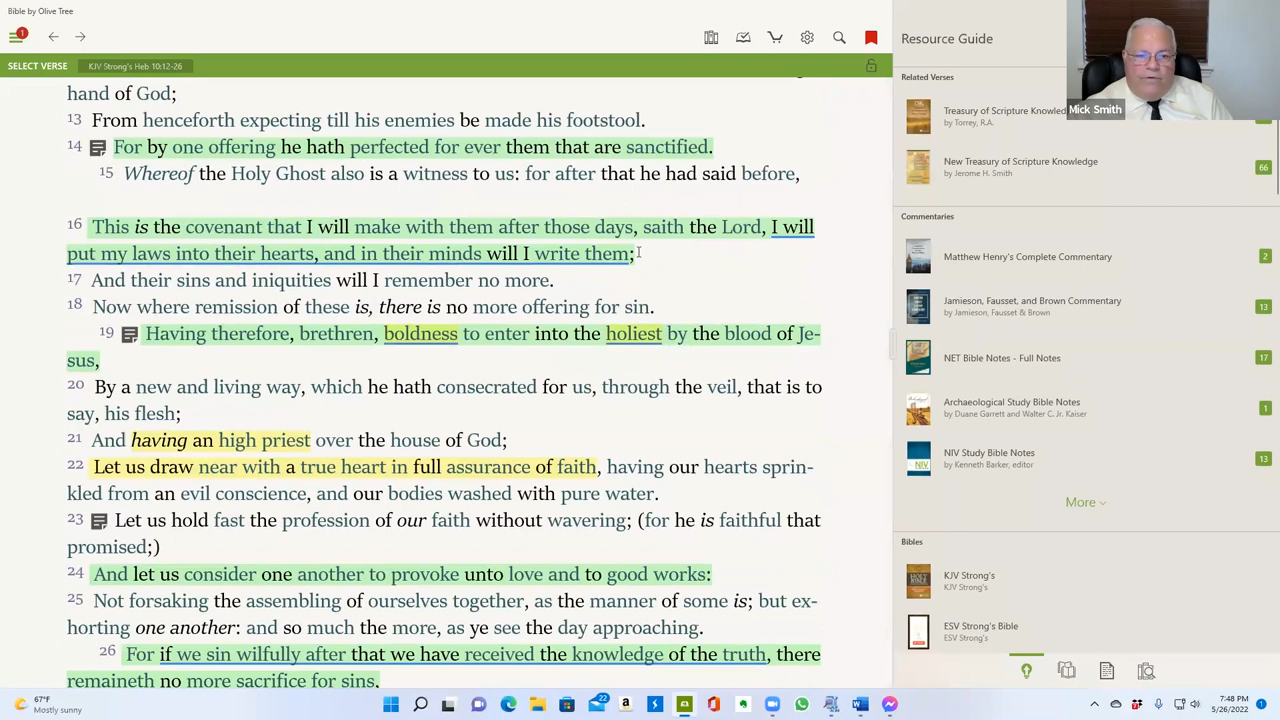 Bible by Olive Tree
1
SELECT VERSE
KJV Strong's Heb 10:12-26
hand of God;
13 From henceforth expecting till his enemies be made his footstool.
14 For by one offering he hath perfected for ever them that are sanctified.
15 Whereof the Holy Ghost also is a witness to us: for after that he had said before,
16 This is the covenant that I will make with them after those days, saith the Lord, I will
put my laws into their hearts, and in their minds will I write them;
17 And their sins and iniquities will I remember no more.
18 Now where remission of these is, there is no more offering for sin.
19 Having therefore, brethren, boldness to enter into the holiest by the blood of Je-
sus,
20 By a new and living way, which he hath consecrated for us, through the veil, that is to
say, his flesh;
21 And having an high priest over the house of God;
22 Let us draw near with a true heart in full assurance of faith, having our hearts sprin-
kled from an evil conscience, and our bodies washed with pure water.
23 Let us hold fast the profession of our faith without wavering; (for he is faithful that
promised;)
24 And let us consider one another to provoke unto love and to good works:
25 Not forsaking the assembling of ourselves together, as the manner of some is; but ex-
horting one another: and so much the more, as ye see the day approaching.
26 For if we sin wilfully after that we have received the knowledge of the truth, there
remaineth no more sacrifice for sins,
Resource Guide
Related Verses
Treasury of Scripture Knowled
by Torrey, R.A.
New Treasury of Scripture Knowledge
by Jerome H. Smith
66
Commentaries
Matthew Henry's Complete Commentary
2
Jamieson, Fausset, and Brown Commentary
by Jamieson, Fausset & Brown
13
NET Bible Notes - Full Notes
17
Archaeological Study Bible Notes
by Duane Garrett and Walter C. Jr. Kaiser
1
NIV Study Bible Notes
by Kenneth Barker, editor
13
More
Bibles
KJV Strong's
KJV Strong's
ESV Strong's Bible
ESV Strong's
Mick Smith
67°F
Mostly sunny
22
7:48 PM
5/26/2022